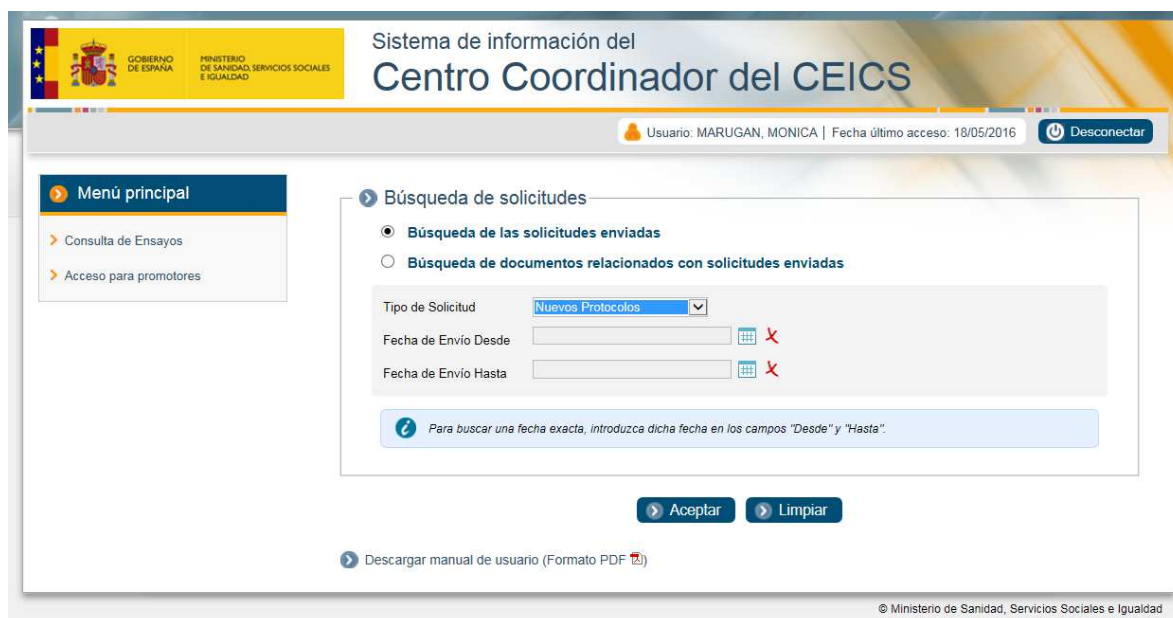 GOBIERNO
DE ESPAÑA
MINISTERIO
DE SANIDAD, SERVICIOS SOCIALES
E IGUALDAD
Sistema de información del
Centro Coordinador del CEICS
Usuario: MARUGAN, MONICA | Fecha último acceso: 18/05/2016
Desconectar
Menú principal
Consulta de Ensayos
Acceso para promotores
Búsqueda de solicitudes
Búsqueda de las solicitudes enviadas
Búsqueda de documentos relacionados con solicitudes enviadas
Tipo de Solicitud Nuevos Protocolos
Fecha de Envío Desde
Fecha de Envío Hasta
Para buscar una fecha exacta, introduzca dicha fecha en los campos "Desde" y "Hasta".
Aceptar Limpiar
Descargar manual de usuario (Formato PDF )
© Ministerio de Sanidad, Servicios Sociales e Igualdad